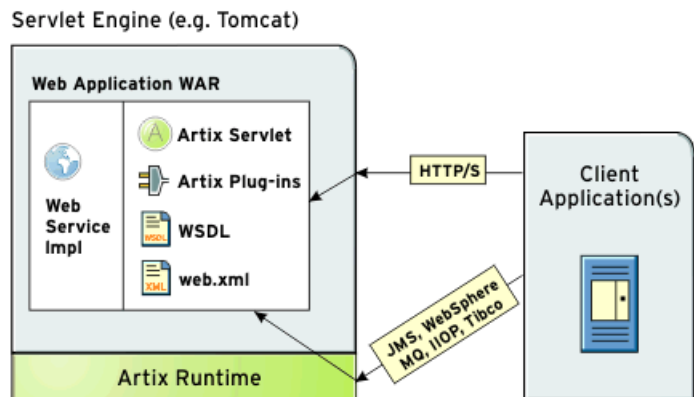 Servlet Engine (e.g. Tomcat)
Web Application WAR
Web
Service
Impl
A
Artix Servlet
Artix Plug-ins
WSDL
WSDL
XML
web.xml
Artix Runtime
HTTP/S
JMS, WebSphere
MQ, IIOP, Tibco
Client
Application(s)